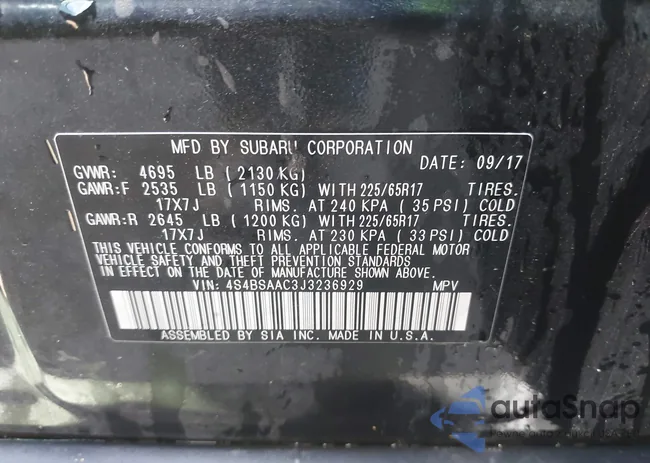 MFD BY SUBARU CORPORATION
GVWR: 4695 LB (2130 KG) DATE: 09/17
GAWR:F 2535 LB (1150 KG) WITH 225/65R17 TIRES.
17X7J RIMS. AT 240 KPA (35 PSI) COLD
GAWR:R 2645 LB (1200 KG) WITH 225/65R17 TIRES.
17X7J RIMS. AT 230 KPA (33 PSI) COLD
THIS VEHICLE CONFORMS TO ALL APPLICABLE FEDERAL MOTOR
VEHICLE SAFETY AND THEFT PREVENTION STANDARDS
IN EFFECT ON THE DATE OF MANUFACTURE SHOWN ABOVE.
VIN: 4S4BSAAC3J3236929 MPV
ASSEMBLED BY SIA INC. MADE IN U.S.A.
autoSnap